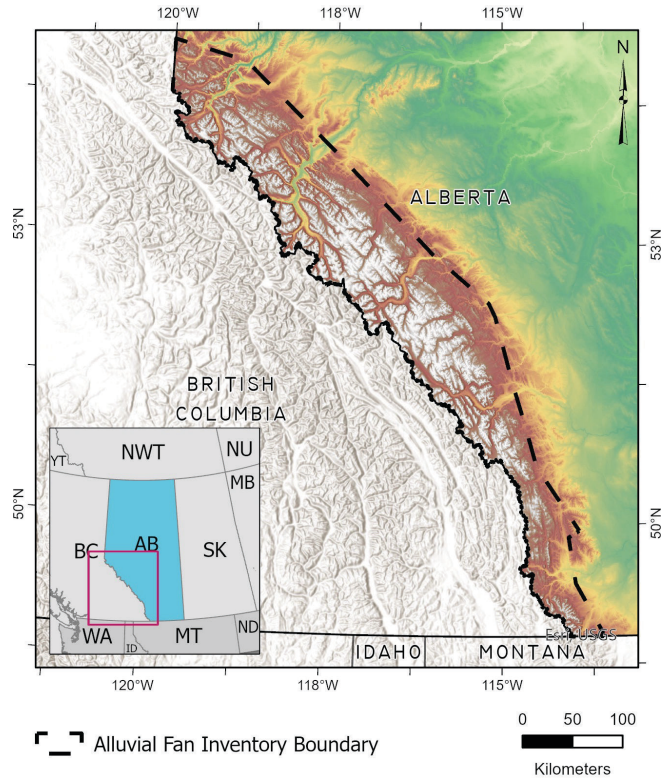 120°W
118°W
115°W
N
ALBERTA
53°N
53°N
BRITISH
COLUMBIA
NWT
NU
YT
MB
50°N
50°N
BC
AB
SK
Esri, USGS
WA
ID
MT
ND
IDAHO
MONTANA
120°W
118°W
115°W
Alluvial Fan Inventory Boundary
0
50
100
Kilometers